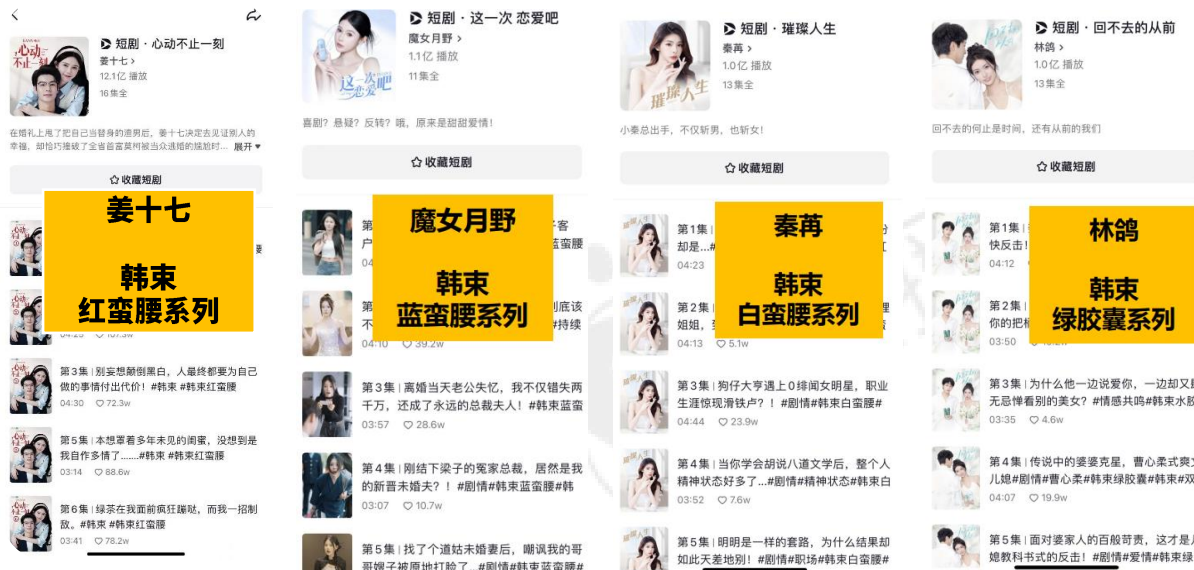 短剧·心动不止一刻
姜十七>
12.1亿 播放
16集全
心动
不止一刻
在婚礼上甩了把自己当替身的渣男后，姜十七决定去见证别人的
幸福，却恰巧撞破了全省首富莫柯被当众逃婚的尴尬时... 展开
收藏短剧
姜十七
韩束
红蛮腰系列
第3集|别妄想颠倒黑白，人最终都要为自己
做的事情付出代价！#韩束 #韩束红蛮腰
04:30 72.3w
第5集|本想罩着多年未见的闺蜜，没想到是
我自作多情了......#韩束 #韩束红蛮腰
03:14 88.6w
第6集|绿茶在我面前疯狂蹦哒，而我一招制
敌。#韩束 #韩束红蛮腰
03:41 78.2w
短剧·这一次 恋爱吧
魔女月野>
1.1亿 播放
11集全
这一次
恋爱吧
喜剧？悬疑？反转？哦，原来是甜甜爱情！
收藏短剧
魔女月野
韩束
蓝蛮腰系列
04:10 39.2w
第3集|离婚当天老公失忆，我不仅错失两
千万，还成了永远的总裁夫人！#韩束蓝蛮
03:57 28.6w
第4集|刚结下梁子的冤家总裁，居然是我
的新晋未婚夫？！#剧情#韩束蓝蛮腰#韩
03:07 10.7w
第5集|找了个道姑未婚妻后，嘲讽我的哥
哥嫂子被原地打脸了...#剧情#韩束蓝蛮腰#
短剧·璀璨人生
秦苒>
1.0亿 播放
13集全
璀璨人生
小秦总出手，不仅斩男，也斩女！
收藏短剧
第1集|
却是...#
04:23
秦苒
韩束
白蛮腰系列
第2集|
姐姐，
04:13 5.1w
第3集|狗仔大亨遇上0绯闻女明星，职业
生涯惊现滑铁卢？！#剧情#韩束白蛮腰#
04:44 23.9w
第4集|当你学会胡说八道文学后，整个人
精神状态好多了...#剧情#精神状态#韩束白
03:52 7.6w
第5集|明明是一样的套路，为什么结果却
如此天差地别！#剧情#职场#韩束白蛮腰#
短剧·回不去的从前
林鸽>
1.0亿 播放
13集全
回不去的何止是时间，还有从前的我们
收藏短剧
第1集|
快反击！
04:12
林鸽
韩束
绿胶囊系列
第2集|
你的把柄
03:50
第3集|为什么他一边说爱你，一边却又肆
无忌惮看别的美女？#情感共鸣#韩束水胶
03:35 4.6w
第4集|传说中的婆婆克星，曹心柔式爽文
儿媳#剧情#曹心柔#韩束绿胶囊#韩束#双
04:07 19.9w
第5集|面对婆家人的百般苛责，这才是儿
媳教科书式的反击！#剧情#爱情#韩束绿